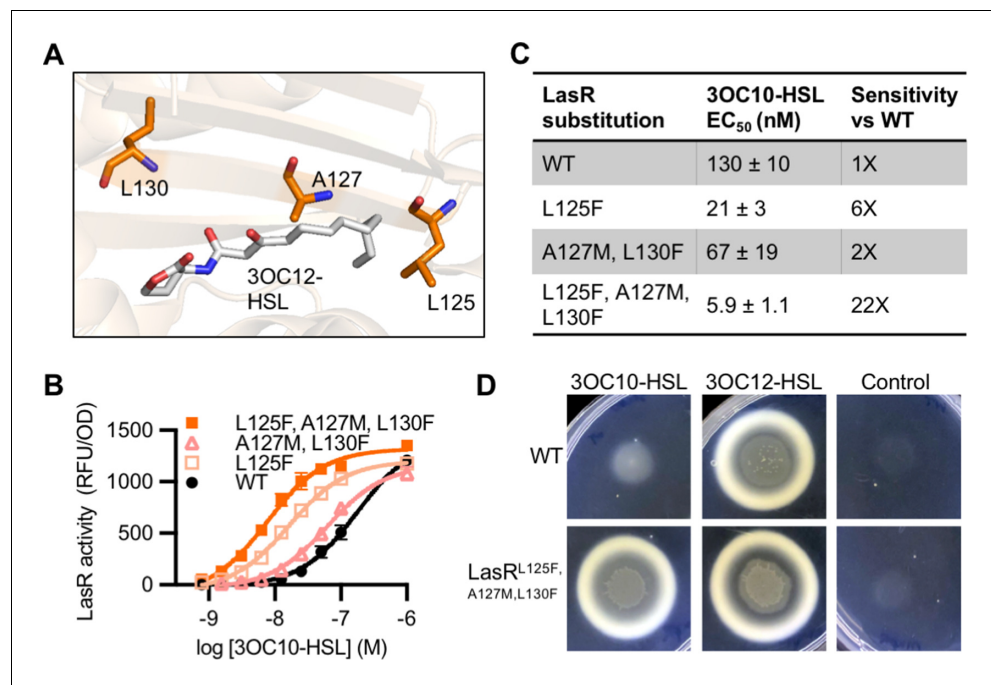 A
L130
A127
3OC12-
HSL
L125
B
L125F, A127M, L130F
A127M, L130F
L125F
WT
1500
1000
500
0
LasR activity (RFU/OD)
-9
-8
-7
-6
log [3OC10-HSL] (M)
C
LasR substitution 3OC10-HSL EC50 (nM) Sensitivity vs WT
WT 130 ± 10 1X
L125F 21 ± 3 6X
A127M, L130F 67 ± 19 2X
L125F, A127M, L130F 5.9 ± 1.1 22X
D
3OC10-HSL 3OC12-HSL Control
WT
LasR L125F,
A127M,L130F